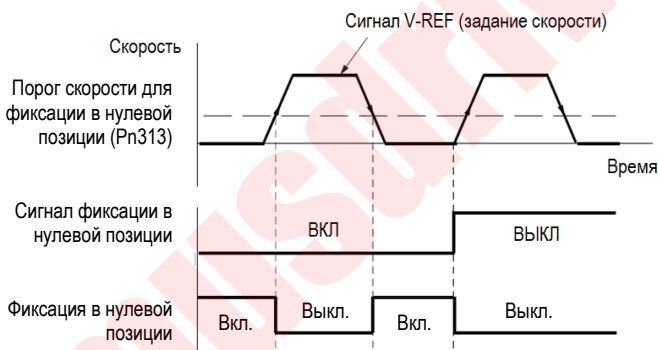 Сигнал V-REF (задание скорости)
Скорость
Порог скорости для
фиксации в нулевой
позиции (Pn313)
Время
Сигнал фиксации в
нулевой позиции
ВКЛ
ВЫКЛ
Фиксация в нулевой
позиции
Вкл.
Выкл.
Вкл.
Выкл.